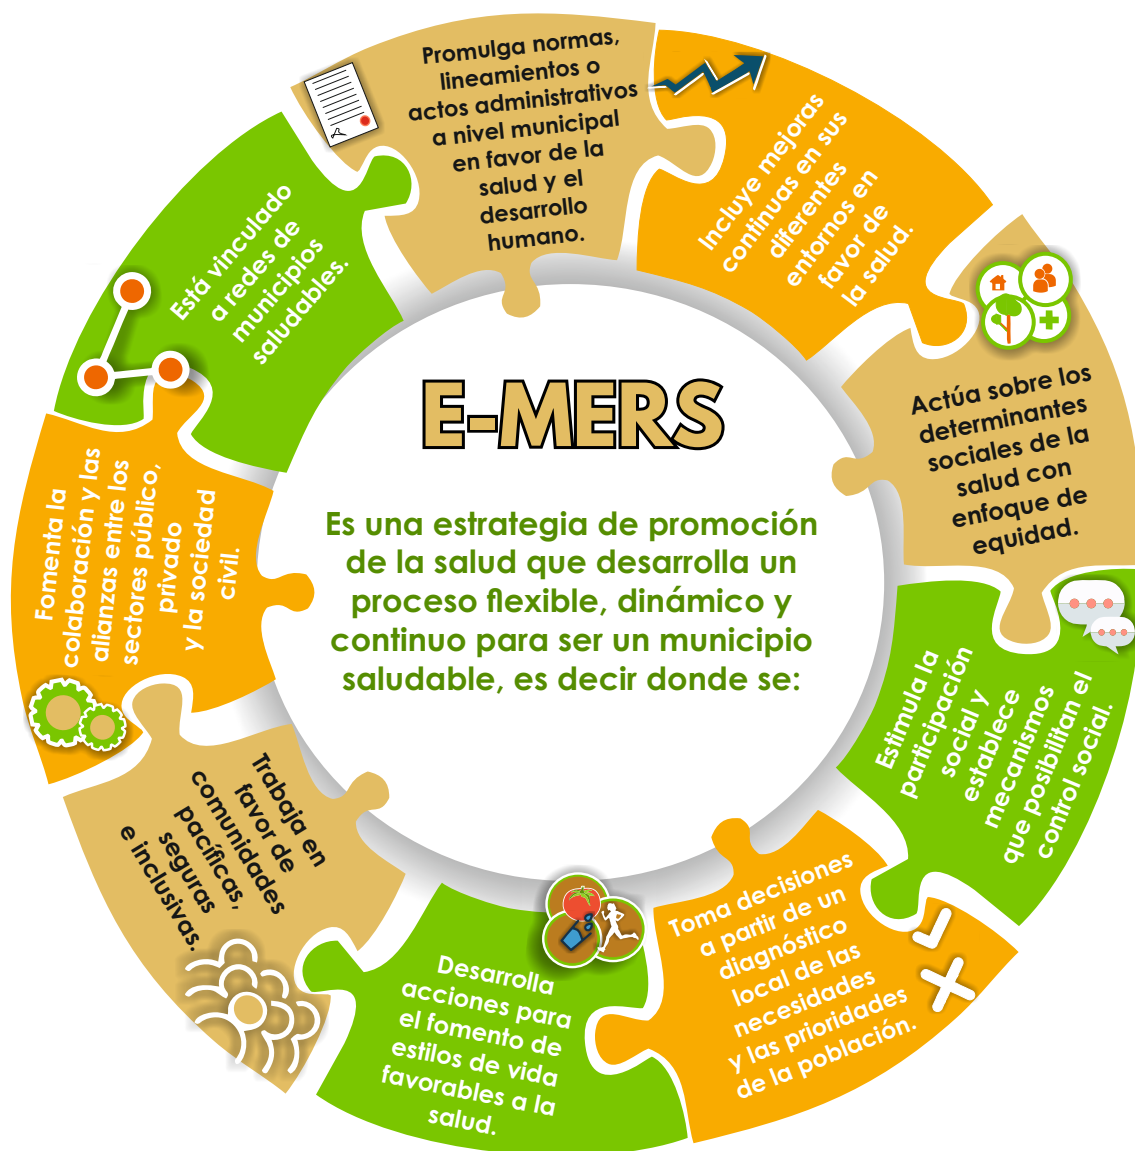 E-MERS
Es una estrategia de promoción
de la salud que desarrolla un
proceso flexible, dinámico y
continuo para ser un municipio
saludable, es decir donde se:
Promulga normas,
lineamientos o
actos administrativos
a nivel municipal
en favor de la
salud y el
desarrollo
humano.
Incluye mejoras
continuas en sus
diferentes
entornos en
favor de
la salud.
Actúa sobre los
determinantes
sociales de la
salud con
enfoque de
equidad.
Estimula la
participación
social y
establece
mecanismos
que posibilitan el
control social.
Toma decisiones
a partir de un
diagnóstico
local de las
necesidades
y las prioridades
de la población.
Desarrolla
acciones para
el fomento de
estilos de vida
favorables a la
salud.
Trabaja en
favor de
comunidades
pacíficas,
seguras
e inclusivas.
Fomenta la
colaboración y las
alianzas entre los
sectores público,
privado
y la sociedad
civil.
Está vinculado
a redes de
municipios
saludables.